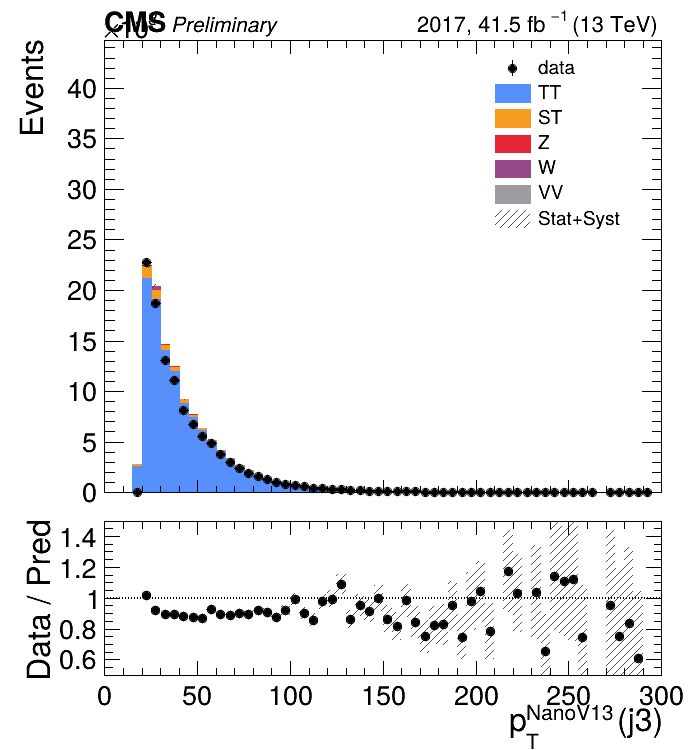 CMS Preliminary 2017, 41.5 fb⁻¹ (13 TeV)
Events
40
35
30
25
20
15
10
5
0
data
TT
ST
Z
W
VV
Stat+Syst
Data / Pred
1.4
1.2
1
0.8
0.6
0 50 100 150 200 250 300
p_T^NanoV13 (j3)